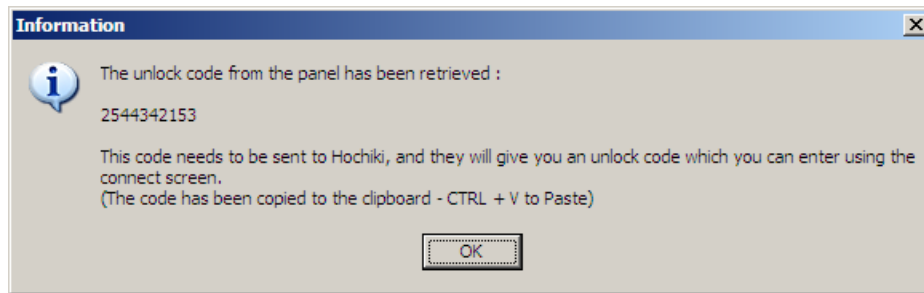 Information
The unlock code from the panel has been retrieved :
2544342153
This code needs to be sent to Hochiki, and they will give you an unlock code which you can enter using the
connect screen.
(The code has been copied to the clipboard - CTRL + V to Paste)
OK